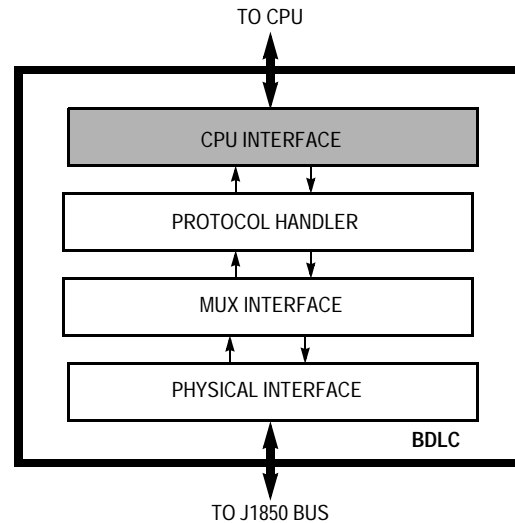 TO CPU
CPU INTERFACE
PROTOCOL HANDLER
MUX INTERFACE
PHYSICAL INTERFACE
BDLC
TO J1850 BUS